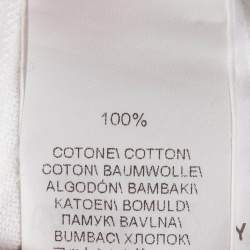 100%
COTONE\ COTTON\
COTON\ BAUMWOLLE\
ALGODÓN\ BAMBAKI\
KATOEN\ BOMULD\
ПАМУК\ BAVLNA\
BUMBAC\ ХЛОПОК\
Y